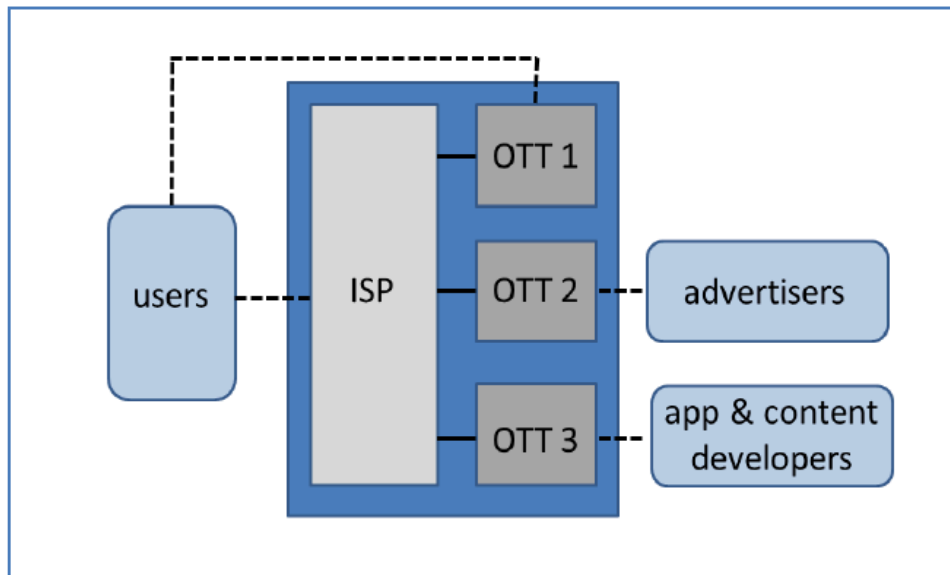 OTT 1
users
ISP
OTT 2
advertisers
OTT 3
app & content
developers